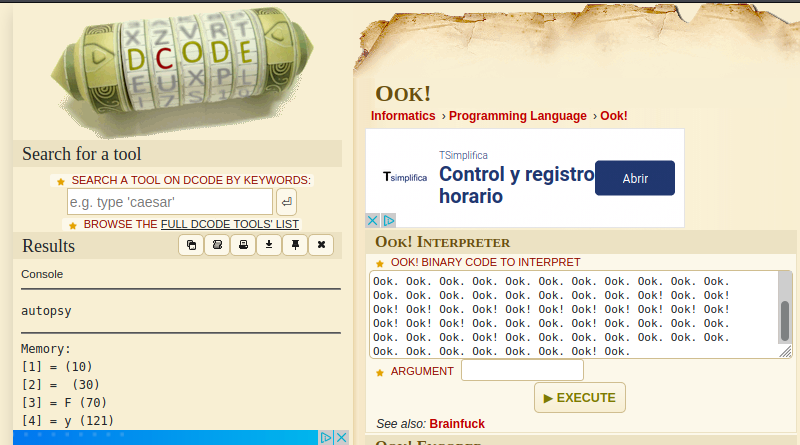 X Z V R T
DCODE
E U X P L
Search for a tool
SEARCH A TOOL ON DCODE BY KEYWORDS:
e.g. type 'caesar'
BROWSE THE FULL DCODE TOOLS' LIST
Results
Console
autopsy
Memory:
[1] = (10)
[2] = (30)
[3] = F (70)
[4] = y (121)
OOK!
Informatics › Programming Language › Ook!
TSimplifica
Tsimplifica
Control y registro
horario
Abrir
OOK! INTERPRETER
OOK! BINARY CODE TO INTERPRET
Ook. Ook. Ook. Ook. Ook. Ook. Ook. Ook. Ook. Ook. Ook.
Ook. Ook. Ook. Ook. Ook. Ook. Ook. Ook. Ook! Ook. Ook!
Ook! Ook! Ook! Ook! Ook! Ook! Ook! Ook! Ook! Ook! Ook!
Ook! Ook! Ook! Ook. Ook. Ook! Ook. Ook. Ook. Ook. Ook.
Ook. Ook. Ook. Ook. Ook. Ook. Ook. Ook. Ook. Ook. Ook.
Ook. Ook. Ook. Ook. Ook. Ook. Ook! Ook.
ARGUMENT
▶ EXECUTE
See also: Brainfuck